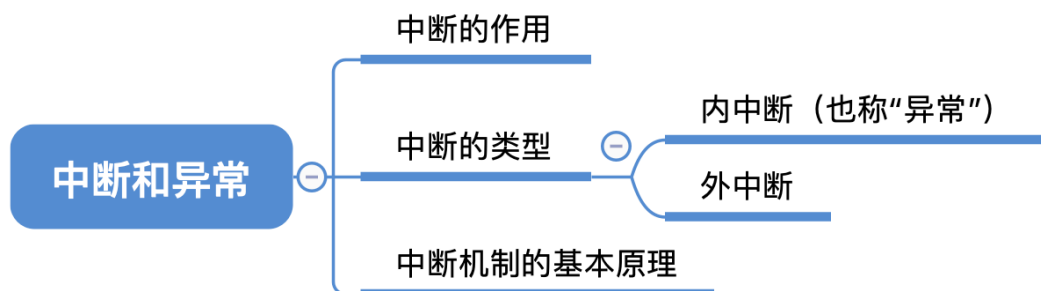 中断和异常
中断的作用
中断的类型
内中断（也称“异常”）
外中断
中断机制的基本原理